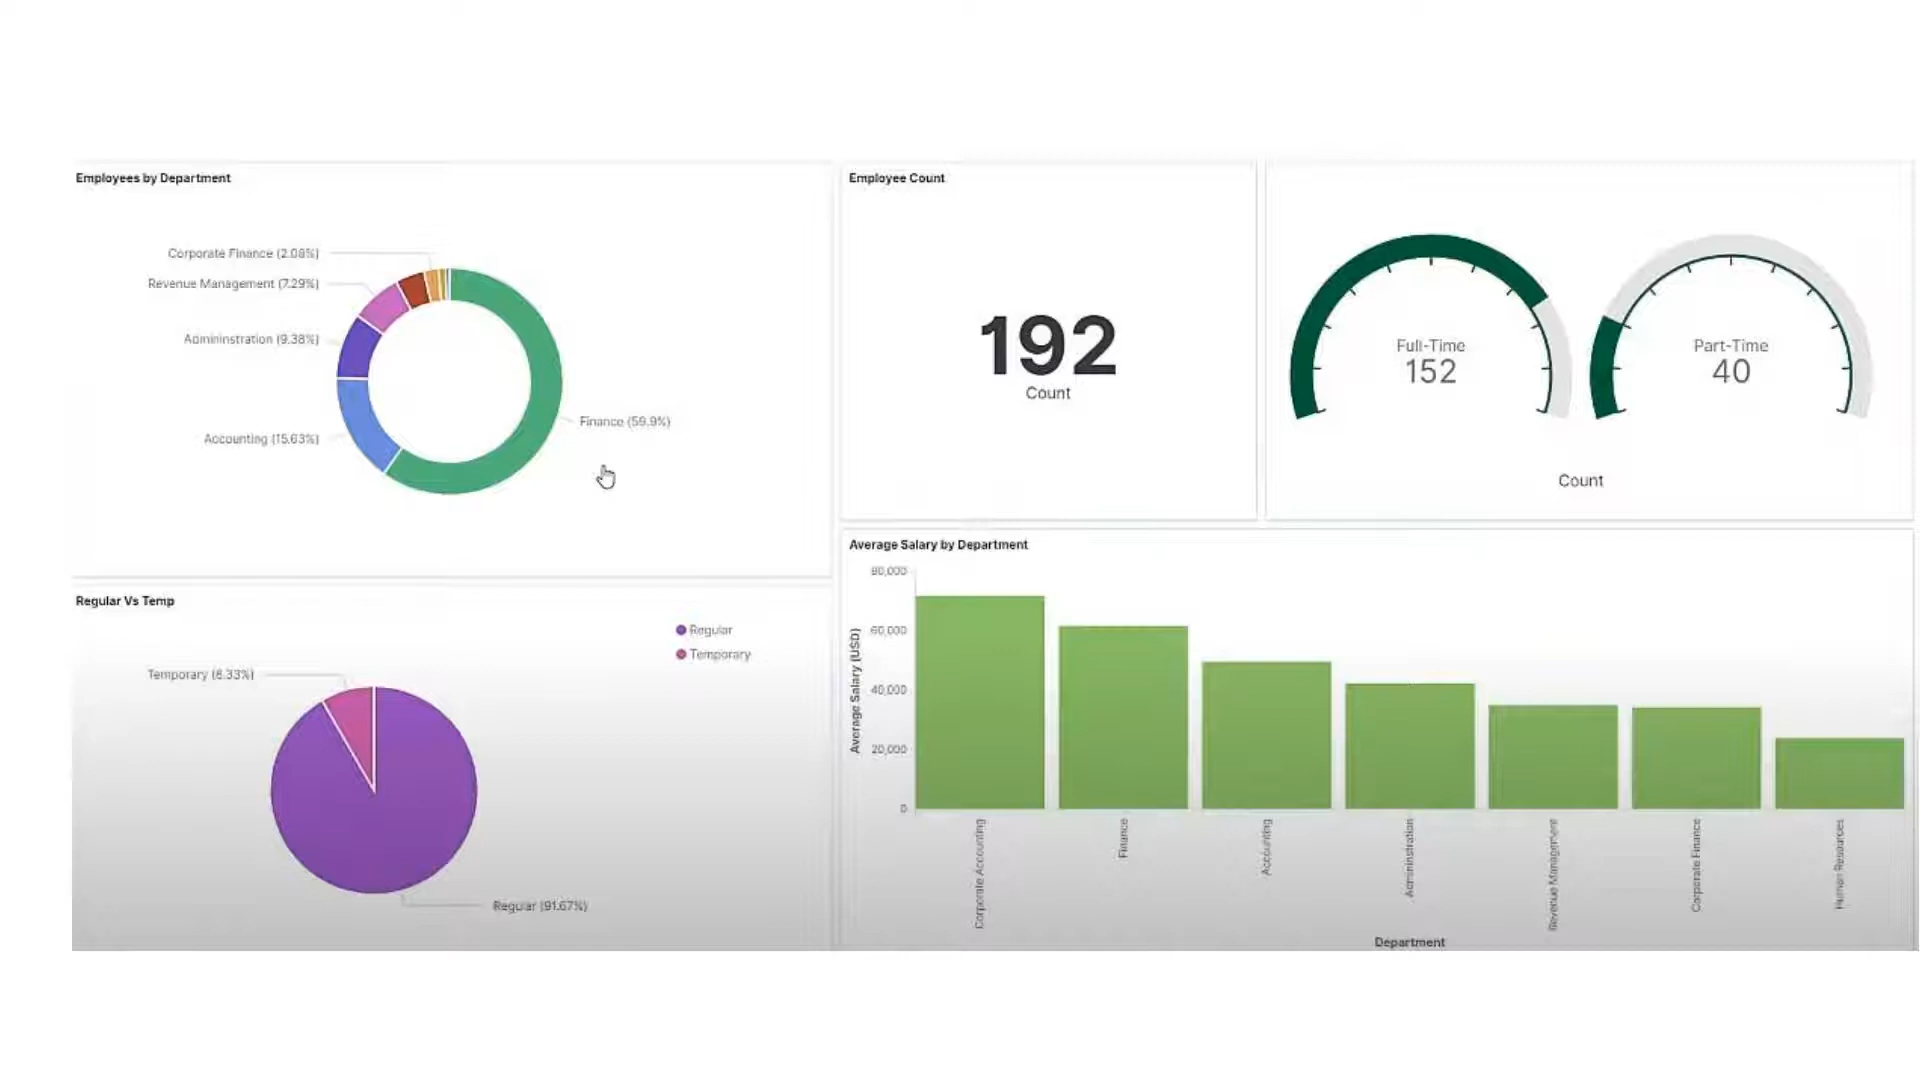 Employees by Department
Corporate Finance (2.08%)
Revenue Management (7.29%)
Admininstration (9.38%)
Accounting (15.63%)
Finance (59.9%)
Employee Count
192
Count
Full-Time
152
Part-Time
40
Count
Regular Vs Temp
Regular
Temporary
Temporary (8.33%)
Regular (91.67%)
Average Salary by Department
80,000
60,000
40,000
20,000
0
Average Salary (USD)
Corporate Accounting
Finance
Accounting
Admininstration
Revenue Management
Corporate Finance
Human Resources
Department